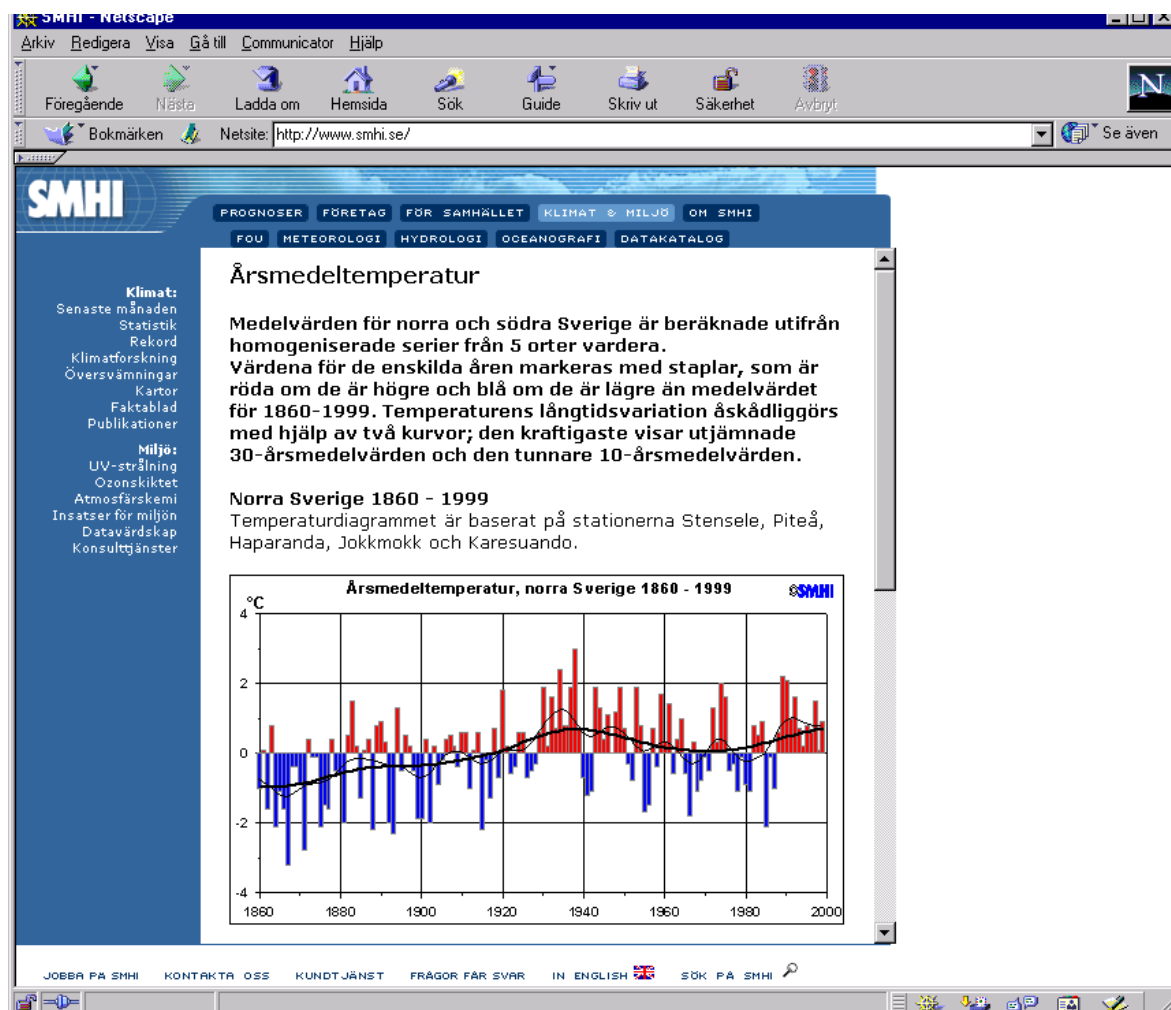 SMHI - Netscape
Arkiv Redigera Visa Gå till Communicator Hjälp
Föregående Nästa Ladda om Hemsida Sök Guide Skriv ut Säkerhet Avbryt
N
Bokmärken Netsite: http://www.smhi.se/ Se även
SMHI
PROGNOSER FÖRETAG FÖR SAMHÄLLET KLIMAT & MILJÖ OM SMHI
FOU METEOROLOGI HYDROLOGI OCEANOGRAFI DATAKATALOG
Klimat:
Senaste månaden
Statistik
Rekord
Klimatforskning
Översvämningar
Kartor
Faktablad
Publikationer
Miljö:
UV-strålning
Ozonskiktet
Atmosfärskemi
Insatser för miljön
Datavärdskap
Konsulttjänster
Årsmedeltemperatur
Medelvärden för norra och södra Sverige är beräknade utifrån
homogeniserade serier från 5 orter vardera.
Värdena för de enskilda åren markeras med staplar, som är
röda om de är högre och blå om de är lägre än medelvärdet
för 1860-1999. Temperaturens långtidsvariation åskådliggörs
med hjälp av två kurvor; den kraftigaste visar utjämnade
30-årsmedelvärden och den tunnare 10-årsmedelvärden.
Norra Sverige 1860 - 1999
Temperaturdiagrammet är baserat på stationerna Stensele, Piteå,
Haparanda, Jokkmokk och Karesuando.
Årsmedeltemperatur, norra Sverige 1860 - 1999
©SMHI
°C
4
2
0
-2
-4
1860 1880 1900 1920 1940 1960 1980 2000
JOBBA PÅ SMHI KONTAKTA OSS KUNDTJÄNST FRÅGOR FÅR SVAR IN ENGLISH SÖK PÅ SMHI